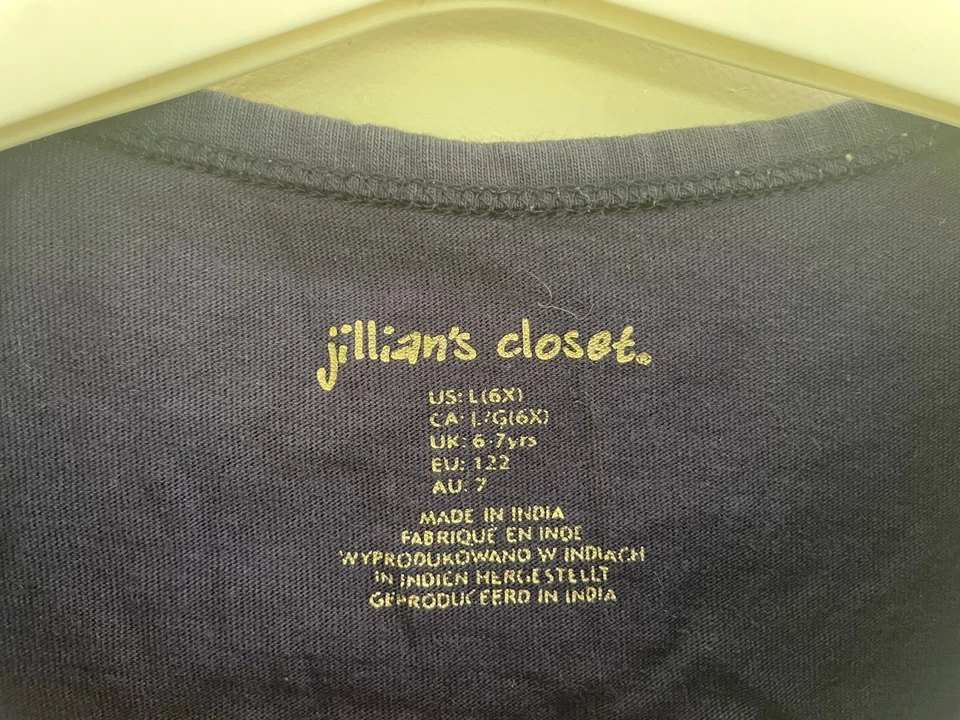 jillian's closet®
US: L(6X)
CA: L/G(6X)
UK: 6-7yrs
EU: 122
AU: 7
MADE IN INDIA
FABRIQUÉ EN INDE
WYPRODUKOWANO W INDIACH
IN INDIEN HERGESTELLT
GEPRODUCEERD IN INDIA